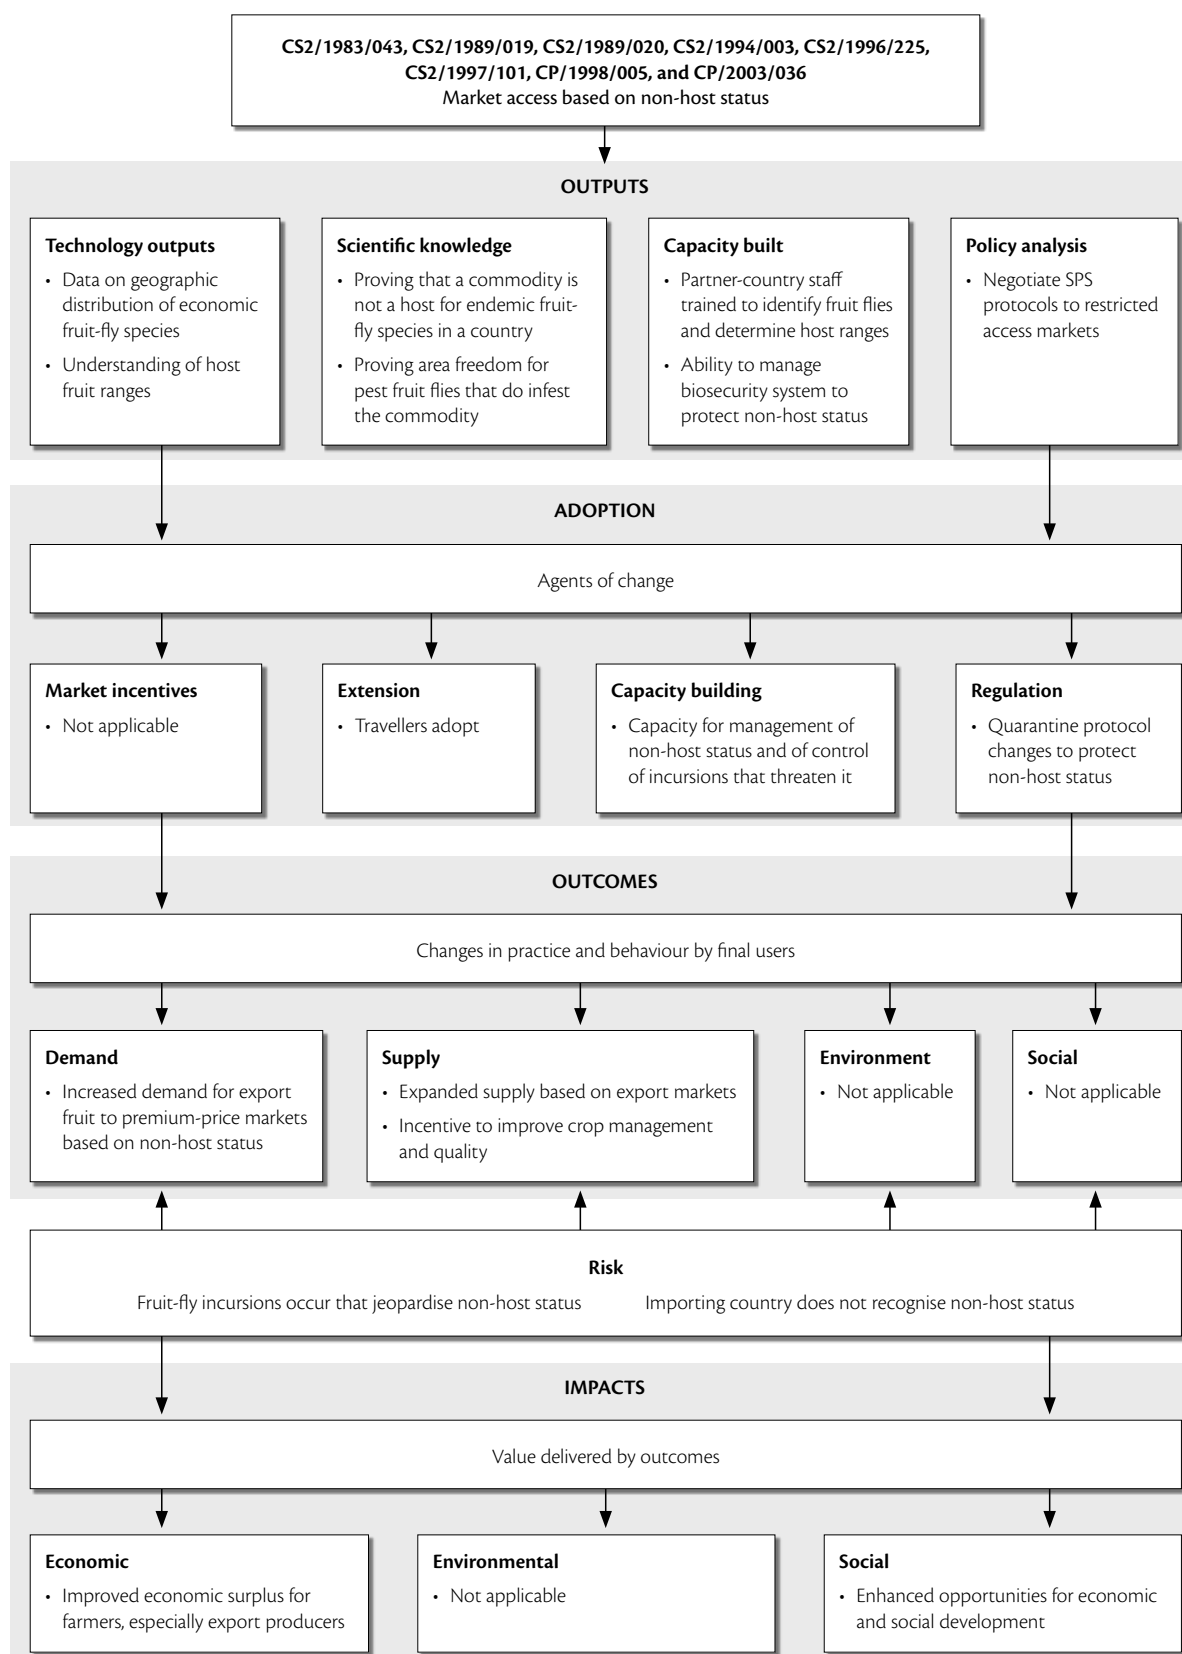 CS2/1983/043, CS2/1989/019, CS2/1989/020, CS2/1994/003, CS2/1996/225,
CS2/1997/101, CP/1998/005, and CP/2003/036
Market access based on non-host status
OUTPUTS
Technology outputs
• Data on geographic
distribution of economic
fruit-fly species
• Understanding of host
fruit ranges
Scientific knowledge
• Proving that a commodity is
not a host for endemic fruit-
fly species in a country
• Proving area freedom for
pest fruit flies that do infest
the commodity
Capacity built
• Partner-country staff
trained to identify fruit flies
and determine host ranges
• Ability to manage
biosecurity system to
protect non-host status
Policy analysis
• Negotiate SPS
protocols to restricted
access markets
ADOPTION
Agents of change
Market incentives
• Not applicable
Extension
• Travellers adopt
Capacity building
• Capacity for management of
non-host status and of control
of incursions that threaten it
Regulation
• Quarantine protocol
changes to protect
non-host status
OUTCOMES
Changes in practice and behaviour by final users
Demand
• Increased demand for export
fruit to premium-price markets
based on non-host status
Supply
• Expanded supply based on export markets
• Incentive to improve crop management
and quality
Environment
• Not applicable
Social
• Not applicable
Risk
Fruit-fly incursions occur that jeopardise non-host status
Importing country does not recognise non-host status
IMPACTS
Value delivered by outcomes
Economic
• Improved economic surplus for
farmers, especially export producers
Environmental
• Not applicable
Social
• Enhanced opportunities for economic
and social development